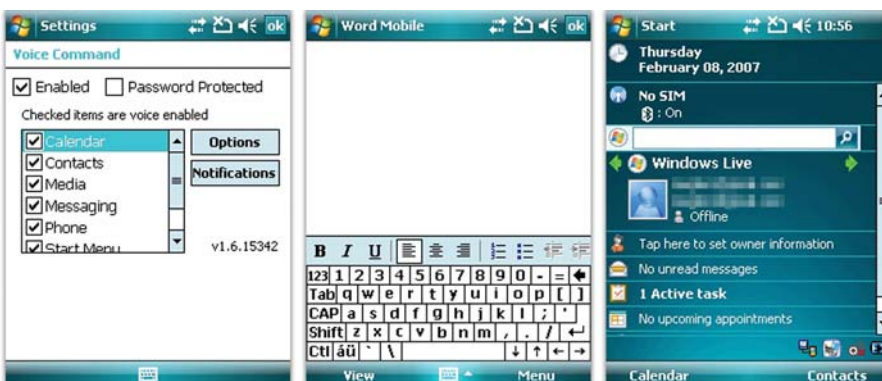 Settings ok
Voice Command
Enabled Password Protected
Checked items are voice enabled
Calendar
Contacts
Media
Messaging
Phone
Start Menu
Options
Notifications
v1.6.15342
Word Mobile ok
B I U
123 1 2 3 4 5 6 7 8 9 0 - =
Tab q w e r t y u i o p [ ]
CAP a s d f g h j k l ; '
Shift z x c v b n m , . /
Ctl áü ` \
View Menu
Start 10:56
Thursday
February 08, 2007
No SIM
: On
Windows Live
Offline
Tap here to set owner information
No unread messages
1 Active task
No upcoming appointments
Calendar Contacts